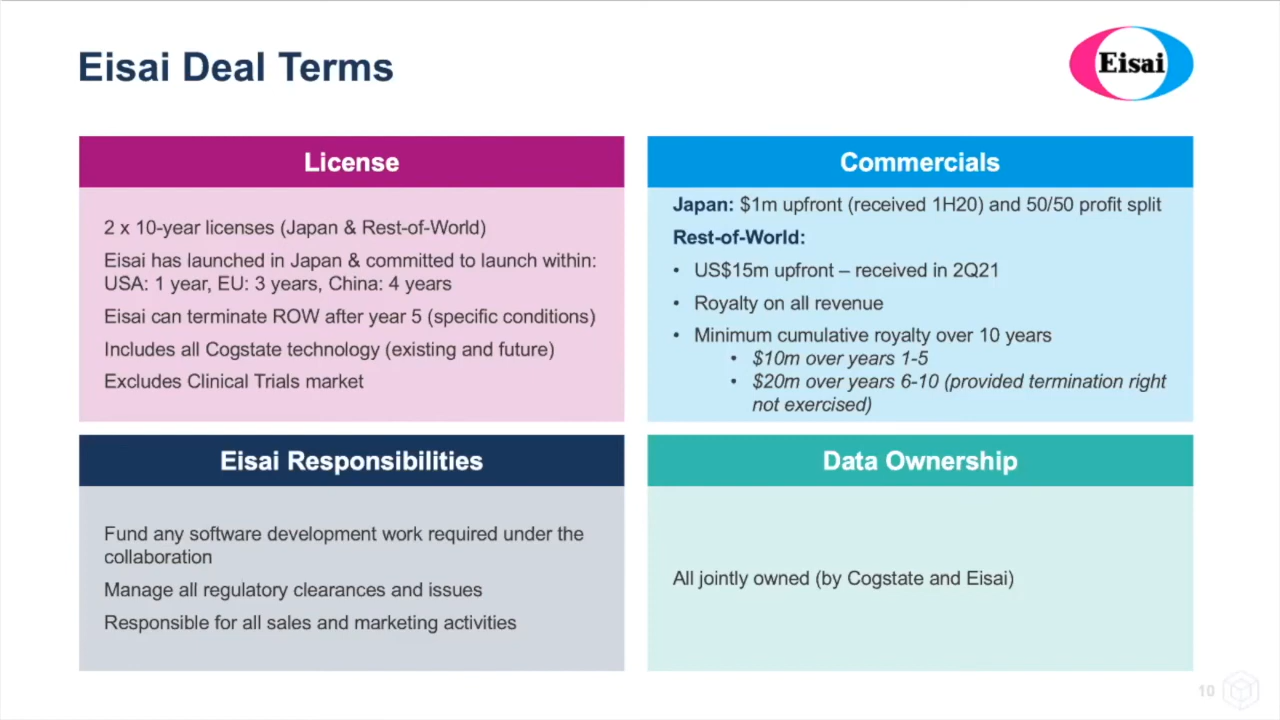 Eisai Deal Terms
Eisai
License
2 x 10-year licenses (Japan & Rest-of-World)
Eisai has launched in Japan & committed to launch within:
USA: 1 year, EU: 3 years, China: 4 years
Eisai can terminate ROW after year 5 (specific conditions)
Includes all Cogstate technology (existing and future)
Excludes Clinical Trials market
Commercials
Japan: $1m upfront (received 1H20) and 50/50 profit split
Rest-of-World:
• US$15m upfront – received in 2Q21
• Royalty on all revenue
• Minimum cumulative royalty over 10 years
• $10m over years 1-5
• $20m over years 6-10 (provided termination right
not exercised)
Eisai Responsibilities
Fund any software development work required under the
collaboration
Manage all regulatory clearances and issues
Responsible for all sales and marketing activities
Data Ownership
All jointly owned (by Cogstate and Eisai)
10